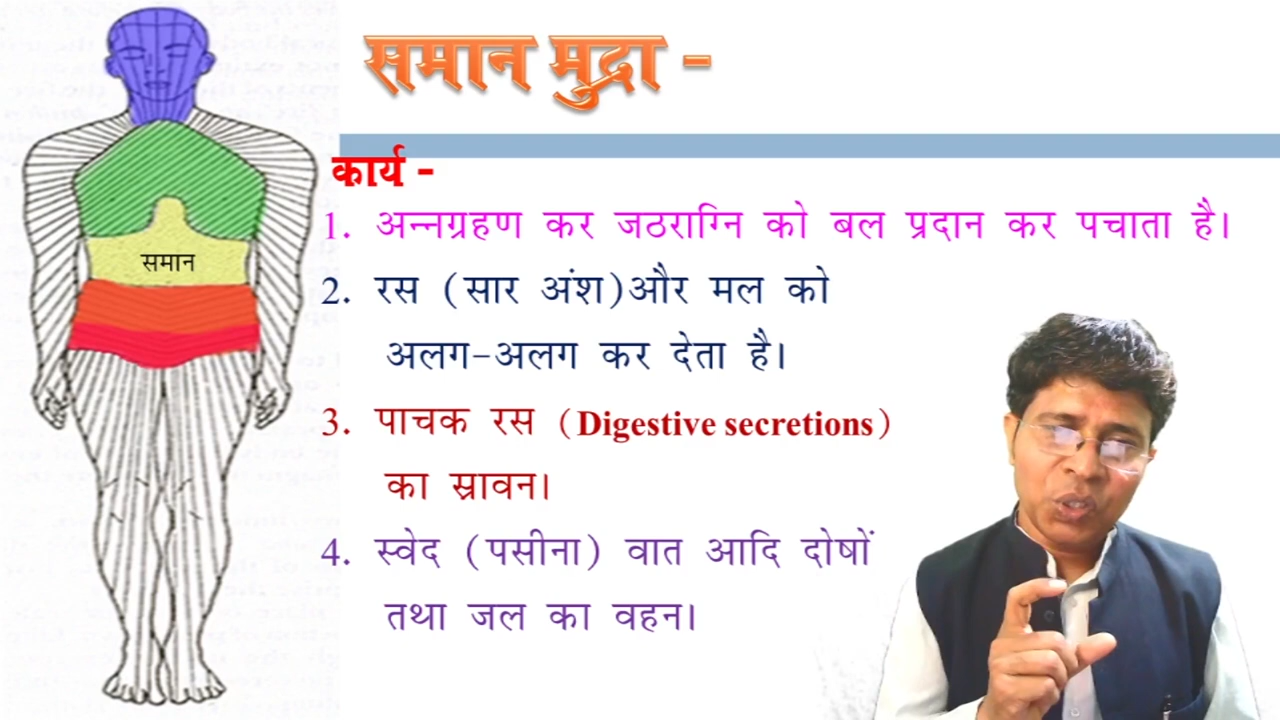 समान मुद्रा -
कार्य -
समान
1. अन्नग्रहण कर जठराग्नि को बल प्रदान कर पचाता है।
2. रस (सार अंश)और मल को
अलग-अलग कर देता है।
3. पाचक रस (Digestive secretions)
का स्रावन।
4. स्वेद (पसीना) वात आदि दोषों
तथा जल का वहन।